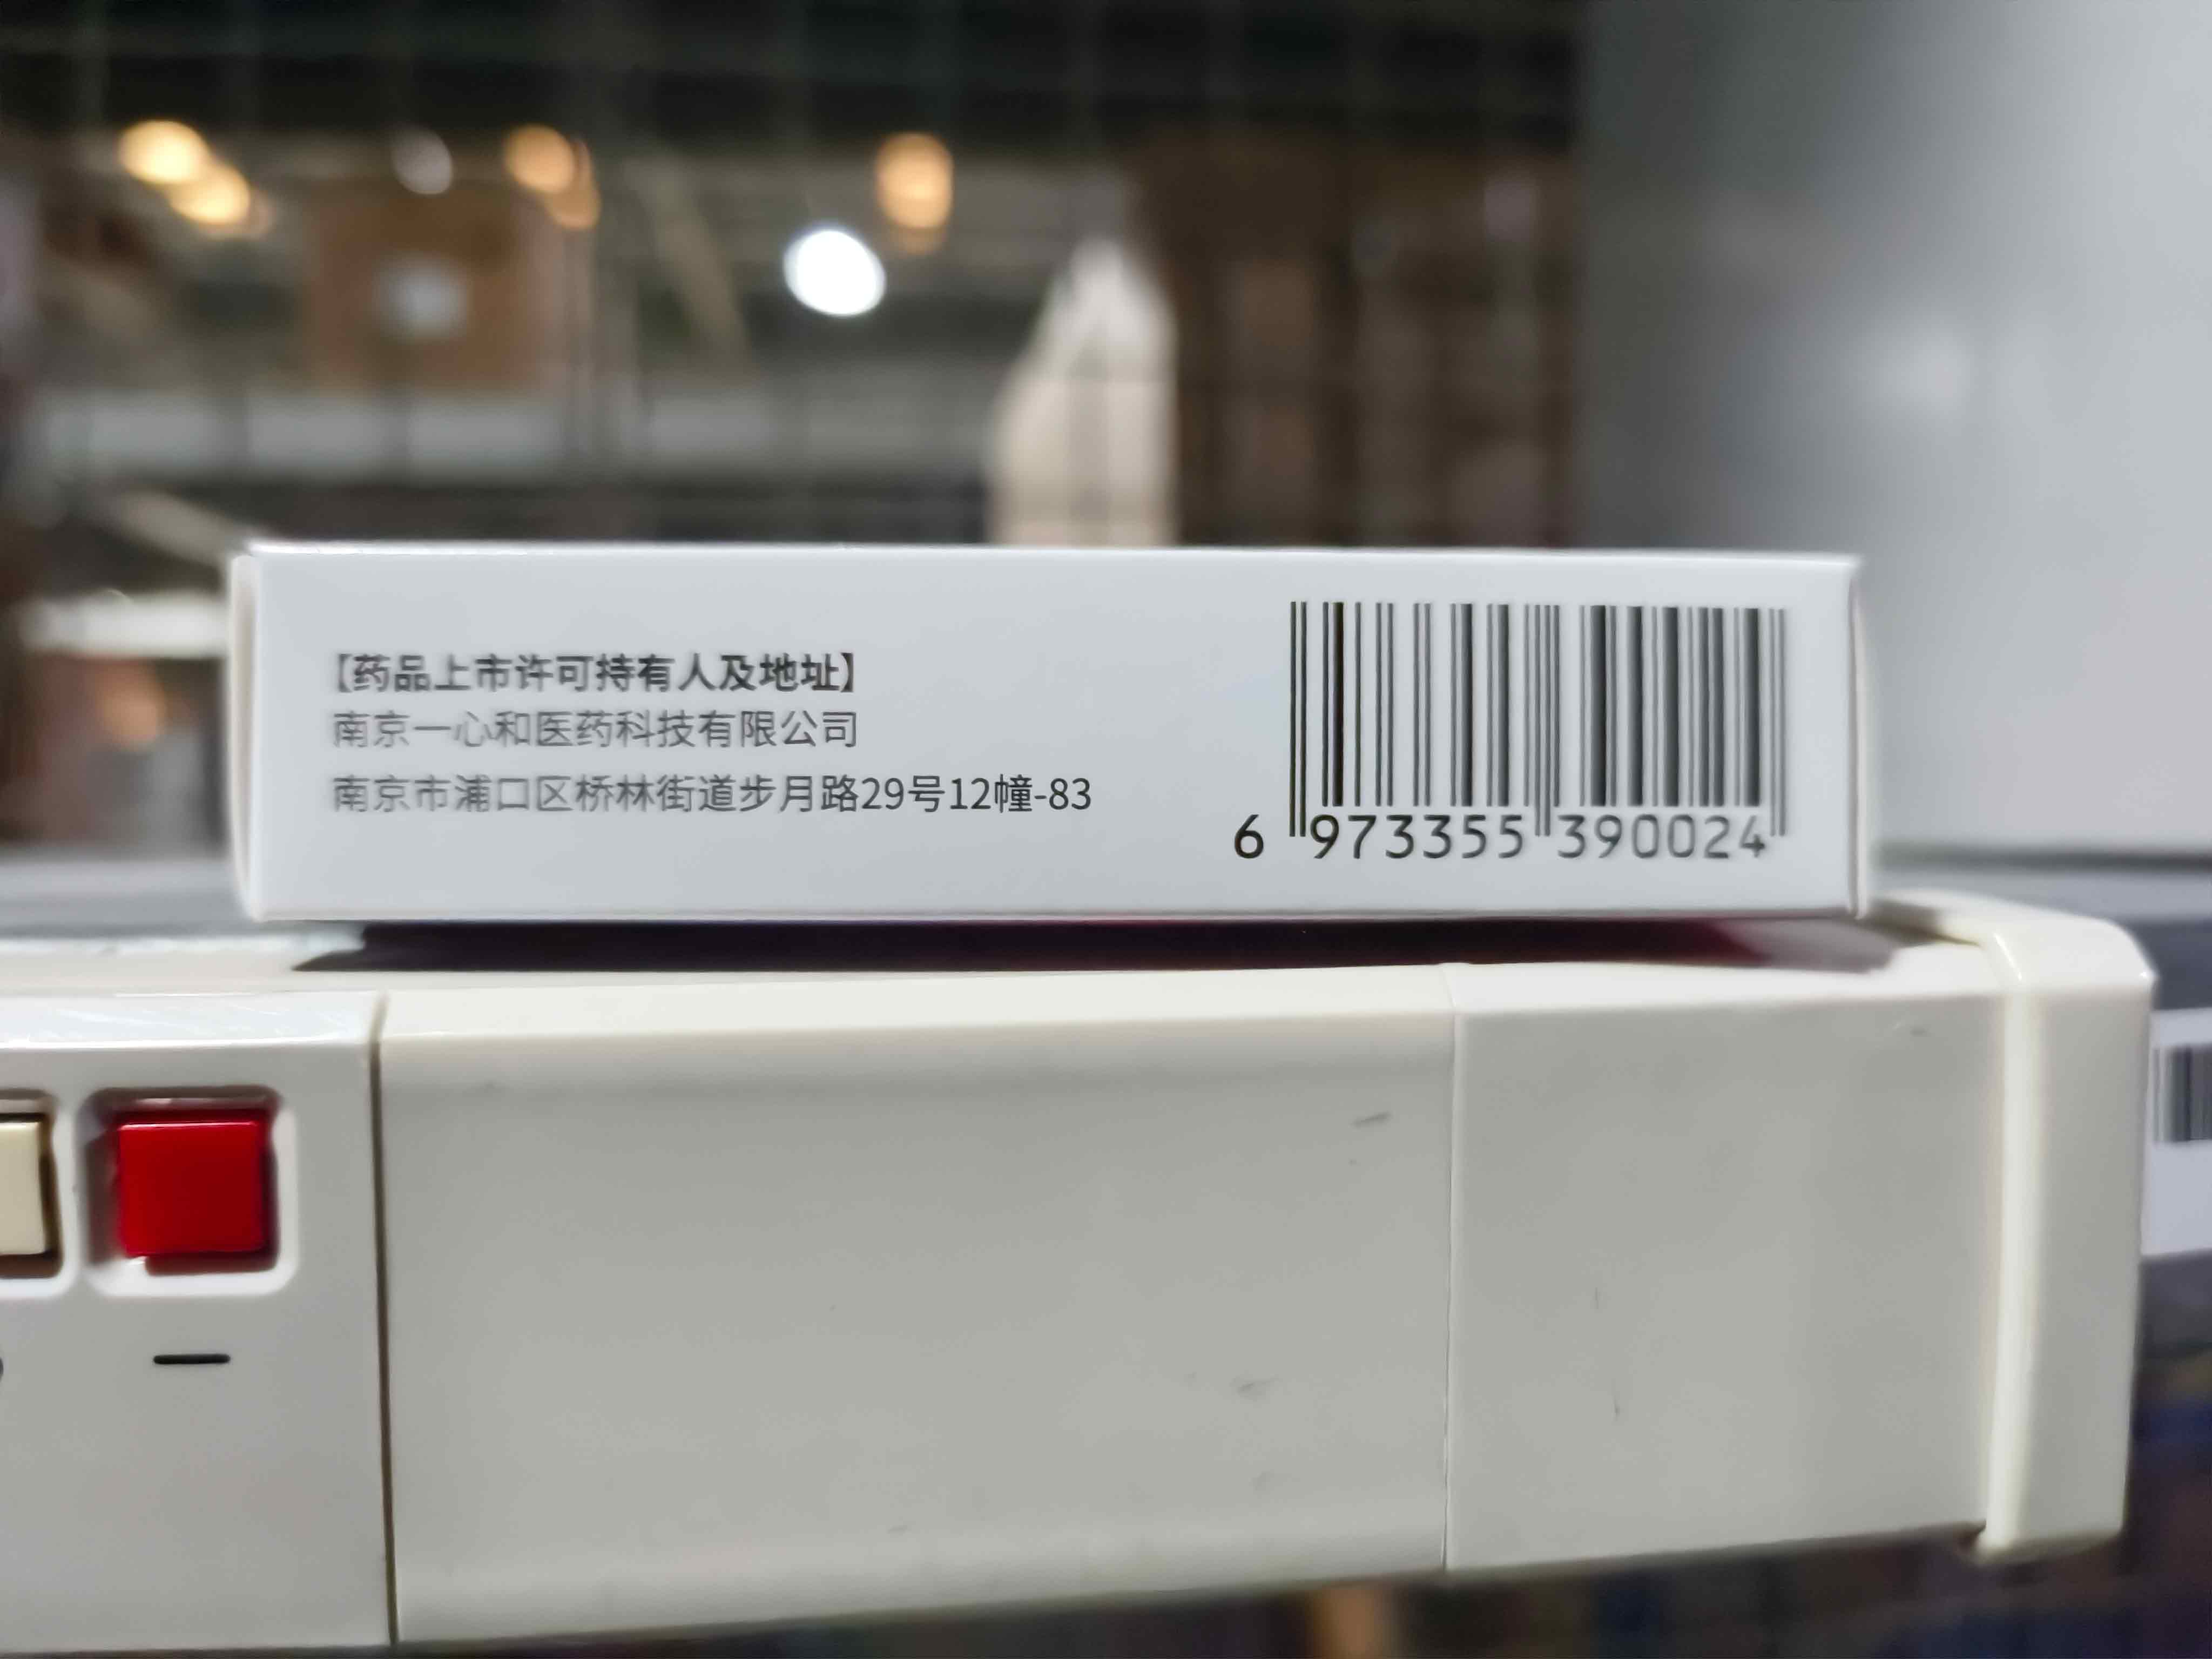 【药品上市许可持有人及地址】
南京一心和医药科技有限公司
南京市浦口区桥林街道步月路29号12幢-83
6 973355 390024